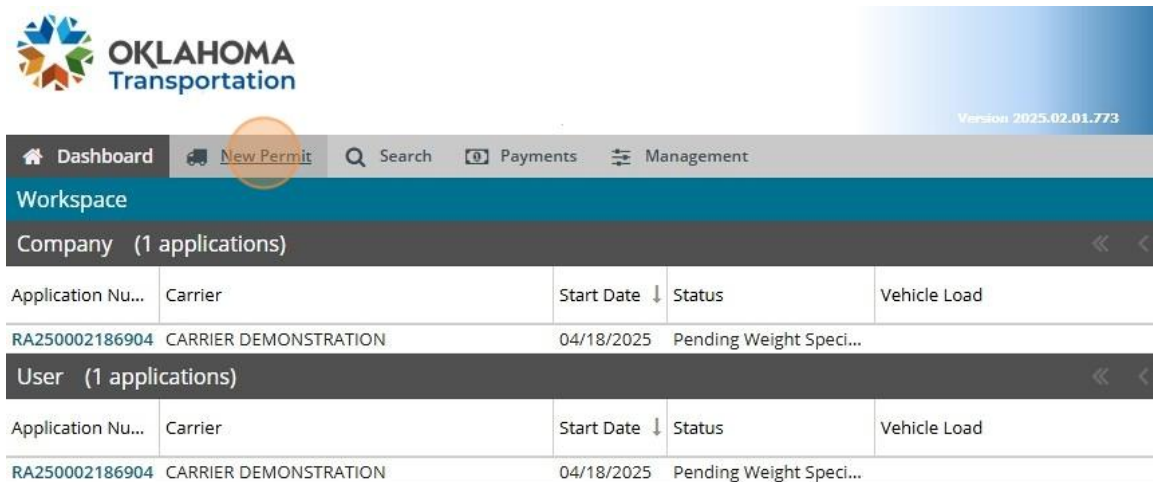 OKLAHOMA
Transportation
Version 2025.02.01.773
Dashboard New Permit Search Payments Management
Workspace
Company (1 applications)
Application Nu... Carrier Start Date ↓ Status Vehicle Load
RA250002186904 CARRIER DEMONSTRATION 04/18/2025 Pending Weight Speci...
User (1 applications)
Application Nu... Carrier Start Date ↓ Status Vehicle Load
RA250002186904 CARRIER DEMONSTRATION 04/18/2025 Pending Weight Speci...